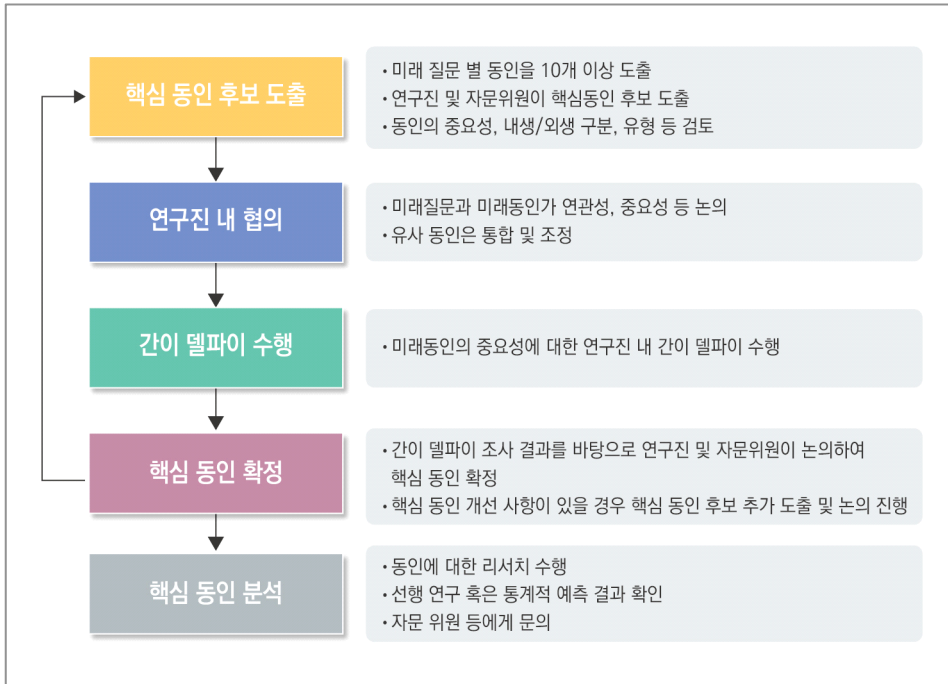 핵심 동인 후보 도출
• 미래 질문 별 동인을 10개 이상 도출
• 연구진 및 자문위원이 핵심동인 후보 도출
• 동인의 중요성, 내생/외생 구분, 유형 등 검토
연구진 내 협의
• 미래질문과 미래동인가 연관성, 중요성 등 논의
• 유사 동인은 통합 및 조정
간이 델파이 수행
• 미래동인의 중요성에 대한 연구진 내 간이 델파이 수행
핵심 동인 확정
• 간이 델파이 조사 결과를 바탕으로 연구진 및 자문위원이 논의하여
핵심 동인 확정
• 핵심 동인 개선 사항이 있을 경우 핵심 동인 후보 추가 도출 및 논의 진행
핵심 동인 분석
• 동인에 대한 리서치 수행
• 선행 연구 혹은 통계적 예측 결과 확인
• 자문 위원 등에게 문의